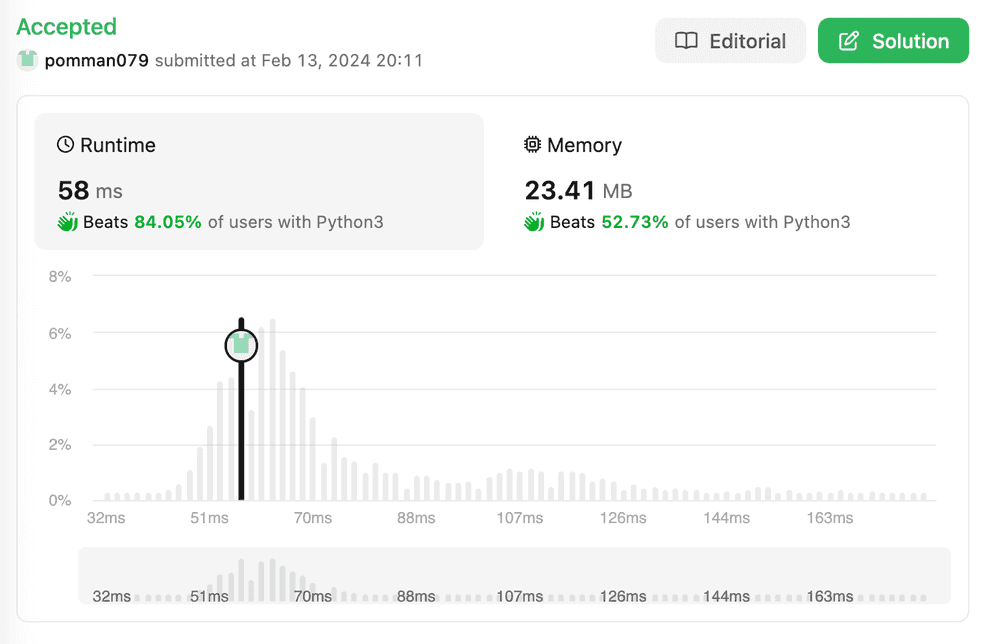 Accepted
Editorial
Solution
pomman079 submitted at Feb 13, 2024 20:11
Runtime
58 ms
Beats 84.05% of users with Python3
Memory
23.41 MB
Beats 52.73% of users with Python3
8%
6%
4%
2%
0%
32ms 51ms 70ms 88ms 107ms 126ms 144ms 163ms
32ms 51ms 70ms 88ms 107ms 126ms 144ms 163ms